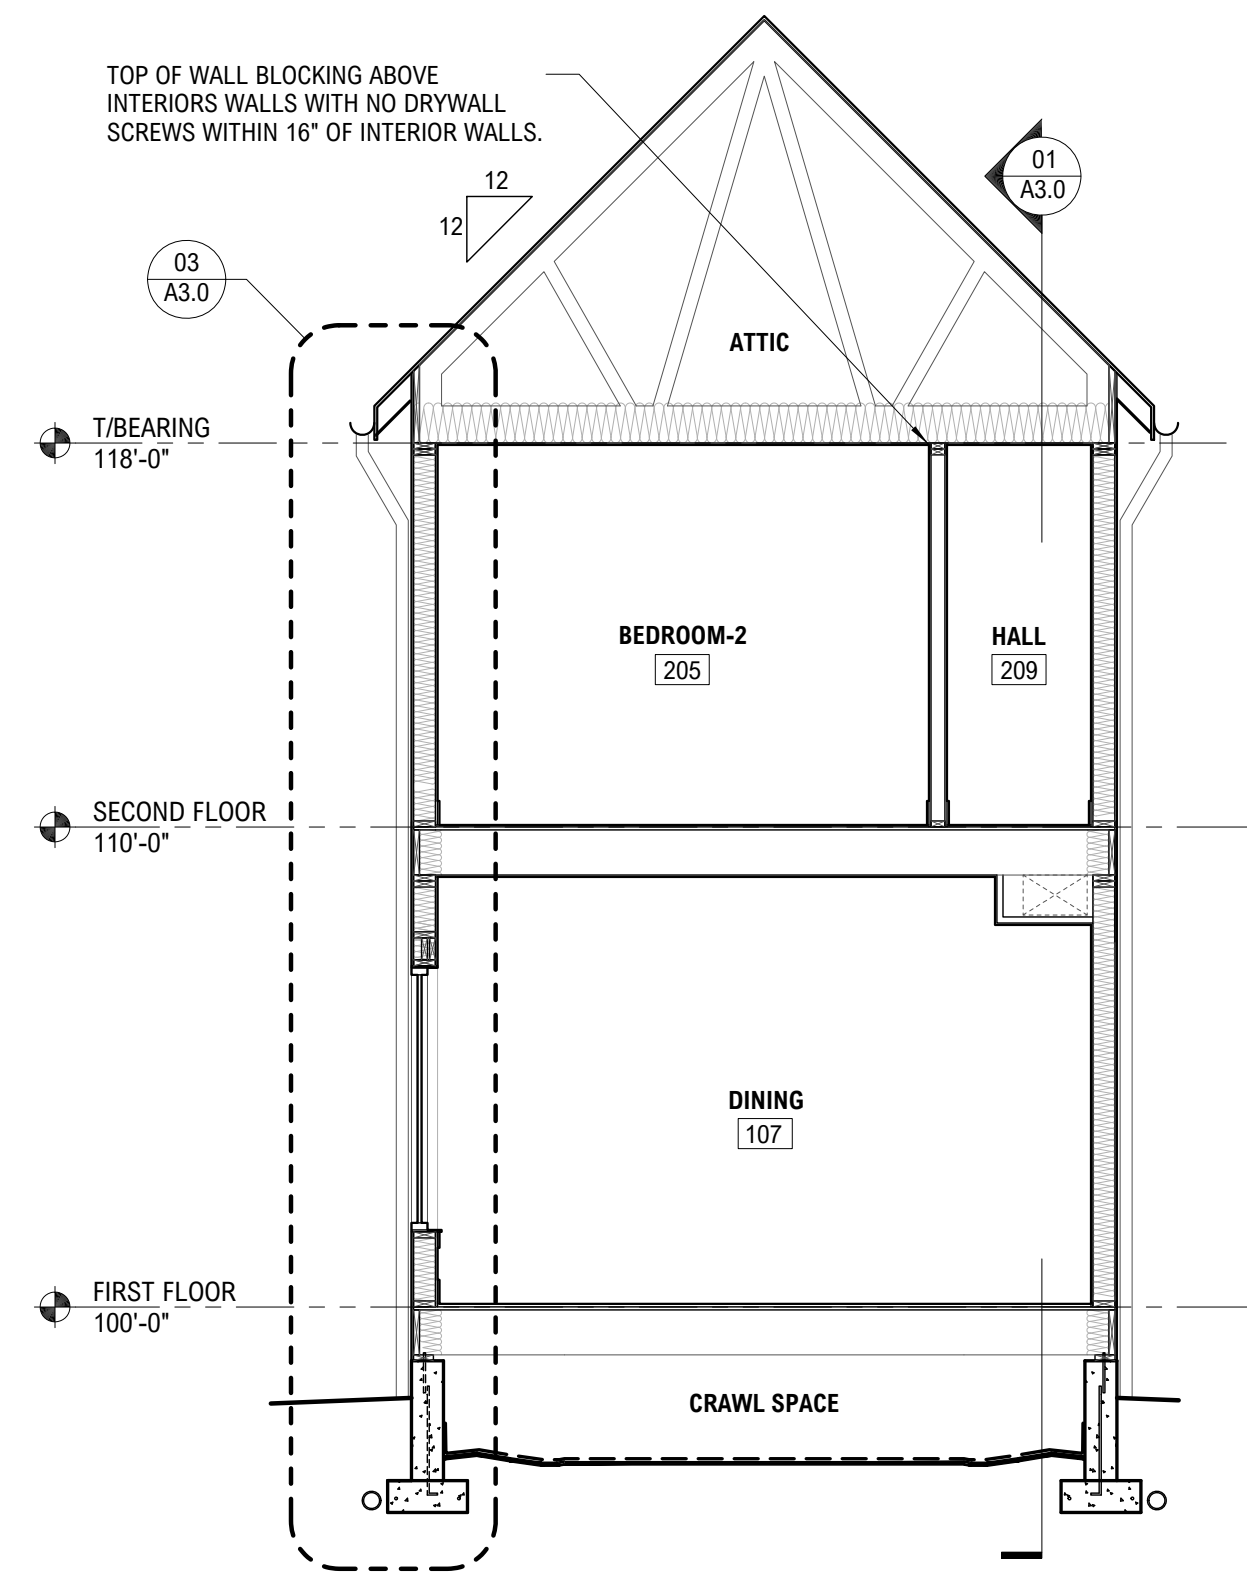 TOP OF WALL BLOCKING ABOVE
INTERIORS WALLS WITH NO DRYWALL
SCREWS WITHIN 16" OF INTERIOR WALLS.
01
A3.0
12
12
03
A3.0
ATTIC
T/BEARING
118'-0"
BEDROOM-2
205
HALL
209
SECOND FLOOR
110'-0"
DINING
107
FIRST FLOOR
100'-0"
CRAWL SPACE